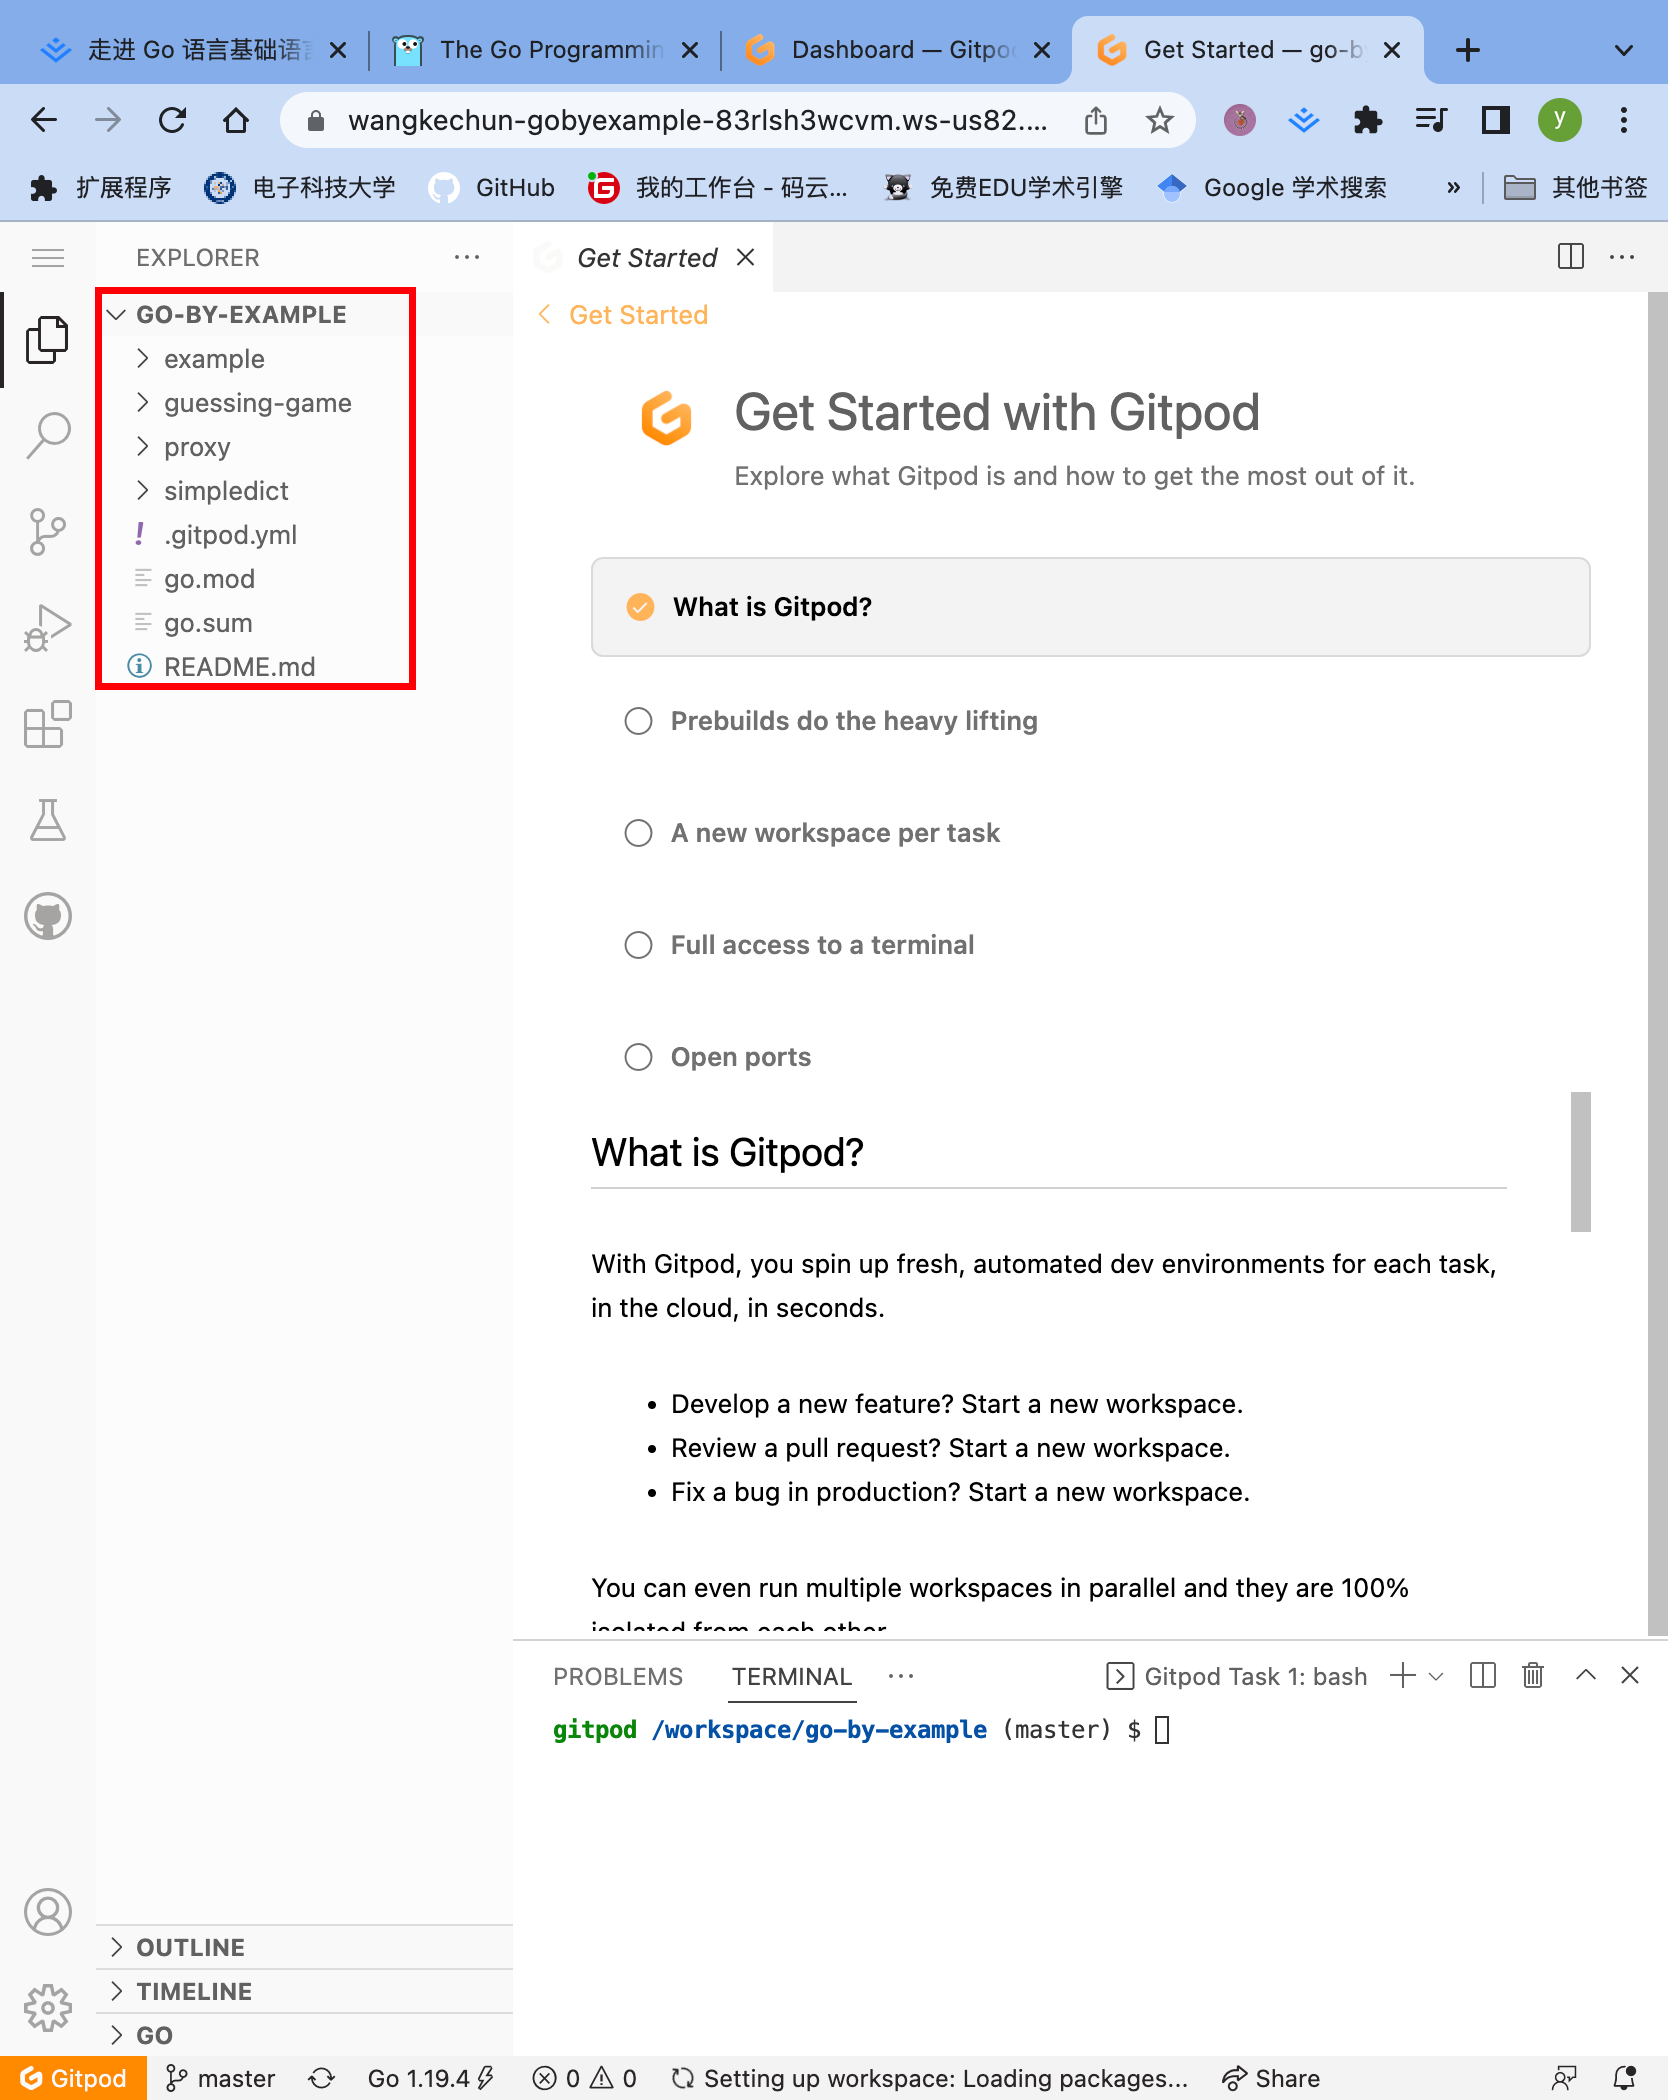 走进 Go 语言基础语言
The Go Programmin
Dashboard — Gitpo
Get Started — go-b
wangkechun-gobyexample-83rlsh3wcvm.ws-us82....
y
扩展程序
电子科技大学
GitHub
我的工作台 - 码云...
免费EDU学术引擎
Google 学术搜索
»
其他书签
EXPLORER
Get Started
GO-BY-EXAMPLE
example
guessing-game
proxy
simpledict
.gitpod.yml
go.mod
go.sum
README.md
Get Started
Get Started with Gitpod
Explore what Gitpod is and how to get the most out of it.
What is Gitpod?
Prebuilds do the heavy lifting
A new workspace per task
Full access to a terminal
Open ports
What is Gitpod?
With Gitpod, you spin up fresh, automated dev environments for each task,
in the cloud, in seconds.
• Develop a new feature? Start a new workspace.
• Review a pull request? Start a new workspace.
• Fix a bug in production? Start a new workspace.
You can even run multiple workspaces in parallel and they are 100%
isolated from each other
PROBLEMS
TERMINAL
Gitpod Task 1: bash
gitpod /workspace/go-by-example (master) $
OUTLINE
TIMELINE
GO
Gitpod
master
Go 1.19.4
0
0
Setting up workspace: Loading packages...
Share